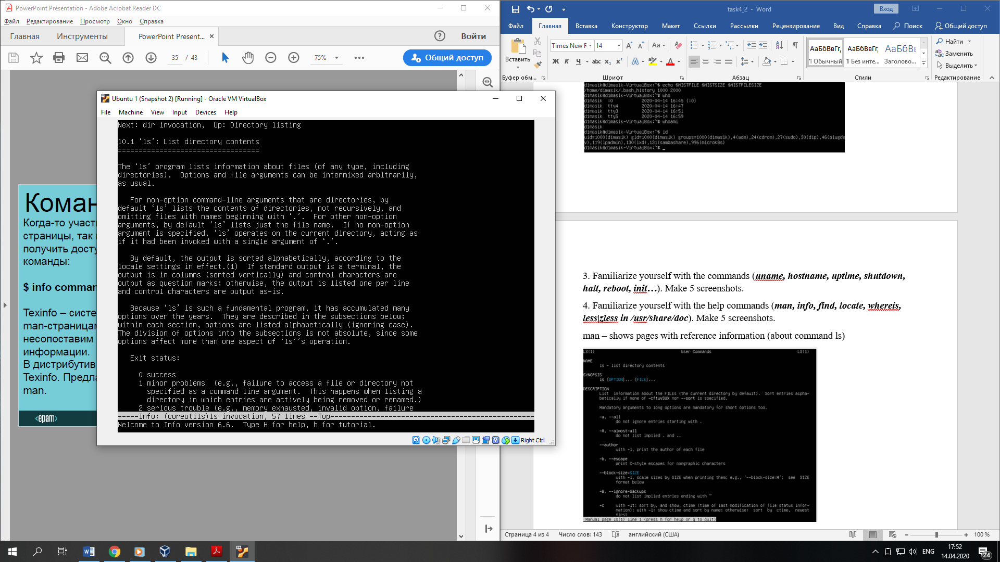 PowerPoint Presentation - Adobe Acrobat Reader DC
Файл Редактирование Просмотр Окно Справка
Главная Инструменты PowerPoint Present... × Войти
35 / 43 75% Общий доступ
Коман
Когда-то участ
страницы, так
получить досту
команды:
$ info comman
Texinfo – систе
man-страницам
несопоставим
информации.
В дистрибутив
Texinfo. Предла
man.
<epam>
Ubuntu 1 (Snapshot 2) [Running] - Oracle VM VirtualBox
File Machine View Input Devices Help
Next: dir invocation,  Up: Directory listing
10.1 ‘ls’: List directory contents
==================================
The ‘ls’ program lists information about files (of any type, including
directories).  Options and file arguments can be intermixed arbitrarily,
as usual.
For non-option command-line arguments that are directories, by
default ‘ls’ lists the contents of directories, not recursively, and
omitting files with names beginning with ‘.’.  For other non-option
arguments, by default ‘ls’ lists just the file name.  If no non-option
argument is specified, ‘ls’ operates on the current directory, acting as
if it had been invoked with a single argument of ‘.’.
By default, the output is sorted alphabetically, according to the
locale settings in effect.(1)  If standard output is a terminal, the
output is in columns (sorted vertically) and control characters are
output as question marks; otherwise, the output is listed one per line
and control characters are output as-is.
Because ‘ls’ is such a fundamental program, it has accumulated many
options over the years.  They are described in the subsections below;
within each section, options are listed alphabetically (ignoring case).
The division of options into the subsections is not absolute, since some
options affect more than one aspect of ‘ls’’s operation.
Exit status:
0 success
1 minor problems  (e.g., failure to access a file or directory not
specified as a command line argument.  This happens when listing a
directory in which entries are actively being removed or renamed.)
2 serious trouble (e.g., memory exhausted, invalid option, failure
-----Info: (coreutils)ls invocation, 57 lines --Top-------------------------------------------------
Welcome to Info version 6.6.  Type H for help, h for tutorial.
Right Ctrl
task4_2 - Word Вход
Файл Главная Вставка Конструктор Макет Ссылки Рассылки Рецензирование Вид Справка Поиск Общий доступ
Вставить
Times New R 14 Aa
Ж К Ч abc x₂ x²
АаБбВвГг, АаБбВвГг, АаБбВ
¶ Обычный ¶ Без инте... Заголово...
Найти
Заменить
Выделить
Буфер обм... Шрифт Абзац Стили Редактирование
d1masik@d1masik-VirtualBox:~$ echo $HISTFILE $HISTSIZE $HISTFILESIZE
/home/d1masik/.bash_history 1000 2000
d1masik@d1masik-VirtualBox:~$ who
d1masik  :0           2020-04-14 16:45 (:0)
d1masik  tty4         2020-04-14 16:47
d1masik  tty3         2020-04-14 16:51
d1masik  tty5         2020-04-14 16:59
d1masik@d1masik-VirtualBox:~$ whoami
d1masik
d1masik@d1masik-VirtualBox:~$ id
uid=1000(d1masik) gid=1000(d1masik) groups=1000(d1masik),4(adm),24(cdrom),27(sudo),30(dip),46(plugde
v),119(lpadmin),130(lxd),131(sambashare),996(microk8s)
d1masik@d1masik-VirtualBox:~$ _
3. Familiarize yourself with the commands (uname, hostname, uptime, shutdown,
halt, reboot, init…). Make 5 screenshots.
4. Familiarize yourself with the help commands (man, info, find, locate, whereis,
less|zless in /usr/share/doc). Make 5 screenshots.
man – shows pages with reference information (about command ls)
LS(1) User Commands LS(1)
NAME
ls - list directory contents
SYNOPSIS
ls [OPTION]... [FILE]...
DESCRIPTION
List  information about the FILEs (the current directory by default).  Sort entries alpha-
betically if none of -cftuvSUX nor --sort is specified.
Mandatory arguments to long options are mandatory for short options too.
-a, --all
do not ignore entries starting with .
-A, --almost-all
do not list implied . and ..
--author
with -l, print the author of each file
-b, --escape
print C-style escapes for nongraphic characters
--block-size=SIZE
with -l, scale sizes by SIZE when printing them; e.g., '--block-size=M';  see  SIZE
format below
-B, --ignore-backups
do not list implied entries ending with ~
-c with -lt: sort by, and show, ctime (time of last modification of file status infor-
mation); with -l: show ctime and sort by name; otherwise:  sort  by  ctime,  newest
first
Manual page ls(1) line 1 (press h for help or q to quit)
Страница 4 из 4 Число слов: 143 английский (США) 100 %
ENG 17:52
14.04.2020 24